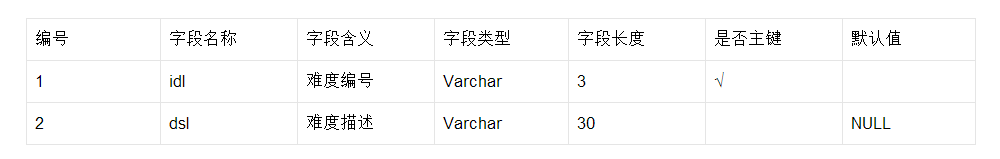 编号 字段名称 字段含义 字段类型 字段长度 是否主键 默认值
1 idl 难度编号 Varchar 3 √
2 dsl 难度描述 Varchar 30 NULL